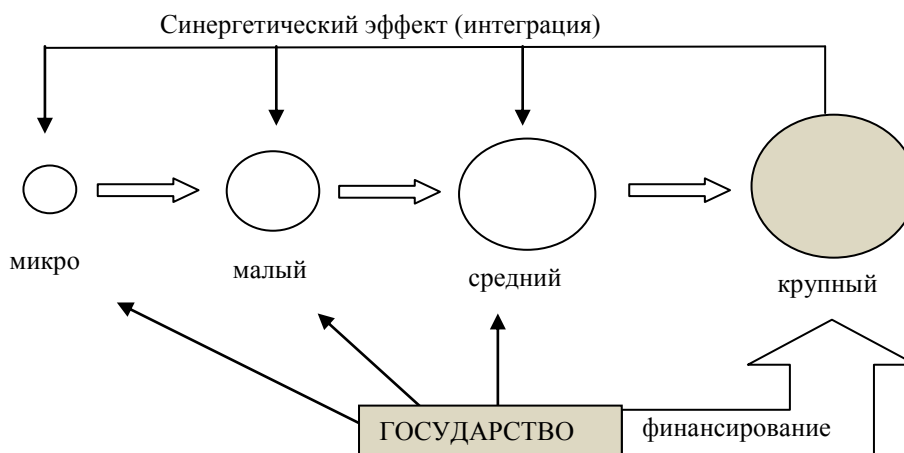 Синергетический эффект (интеграция)
микро
малый
средний
крупный
ГОСУДАРСТВО
финансирование